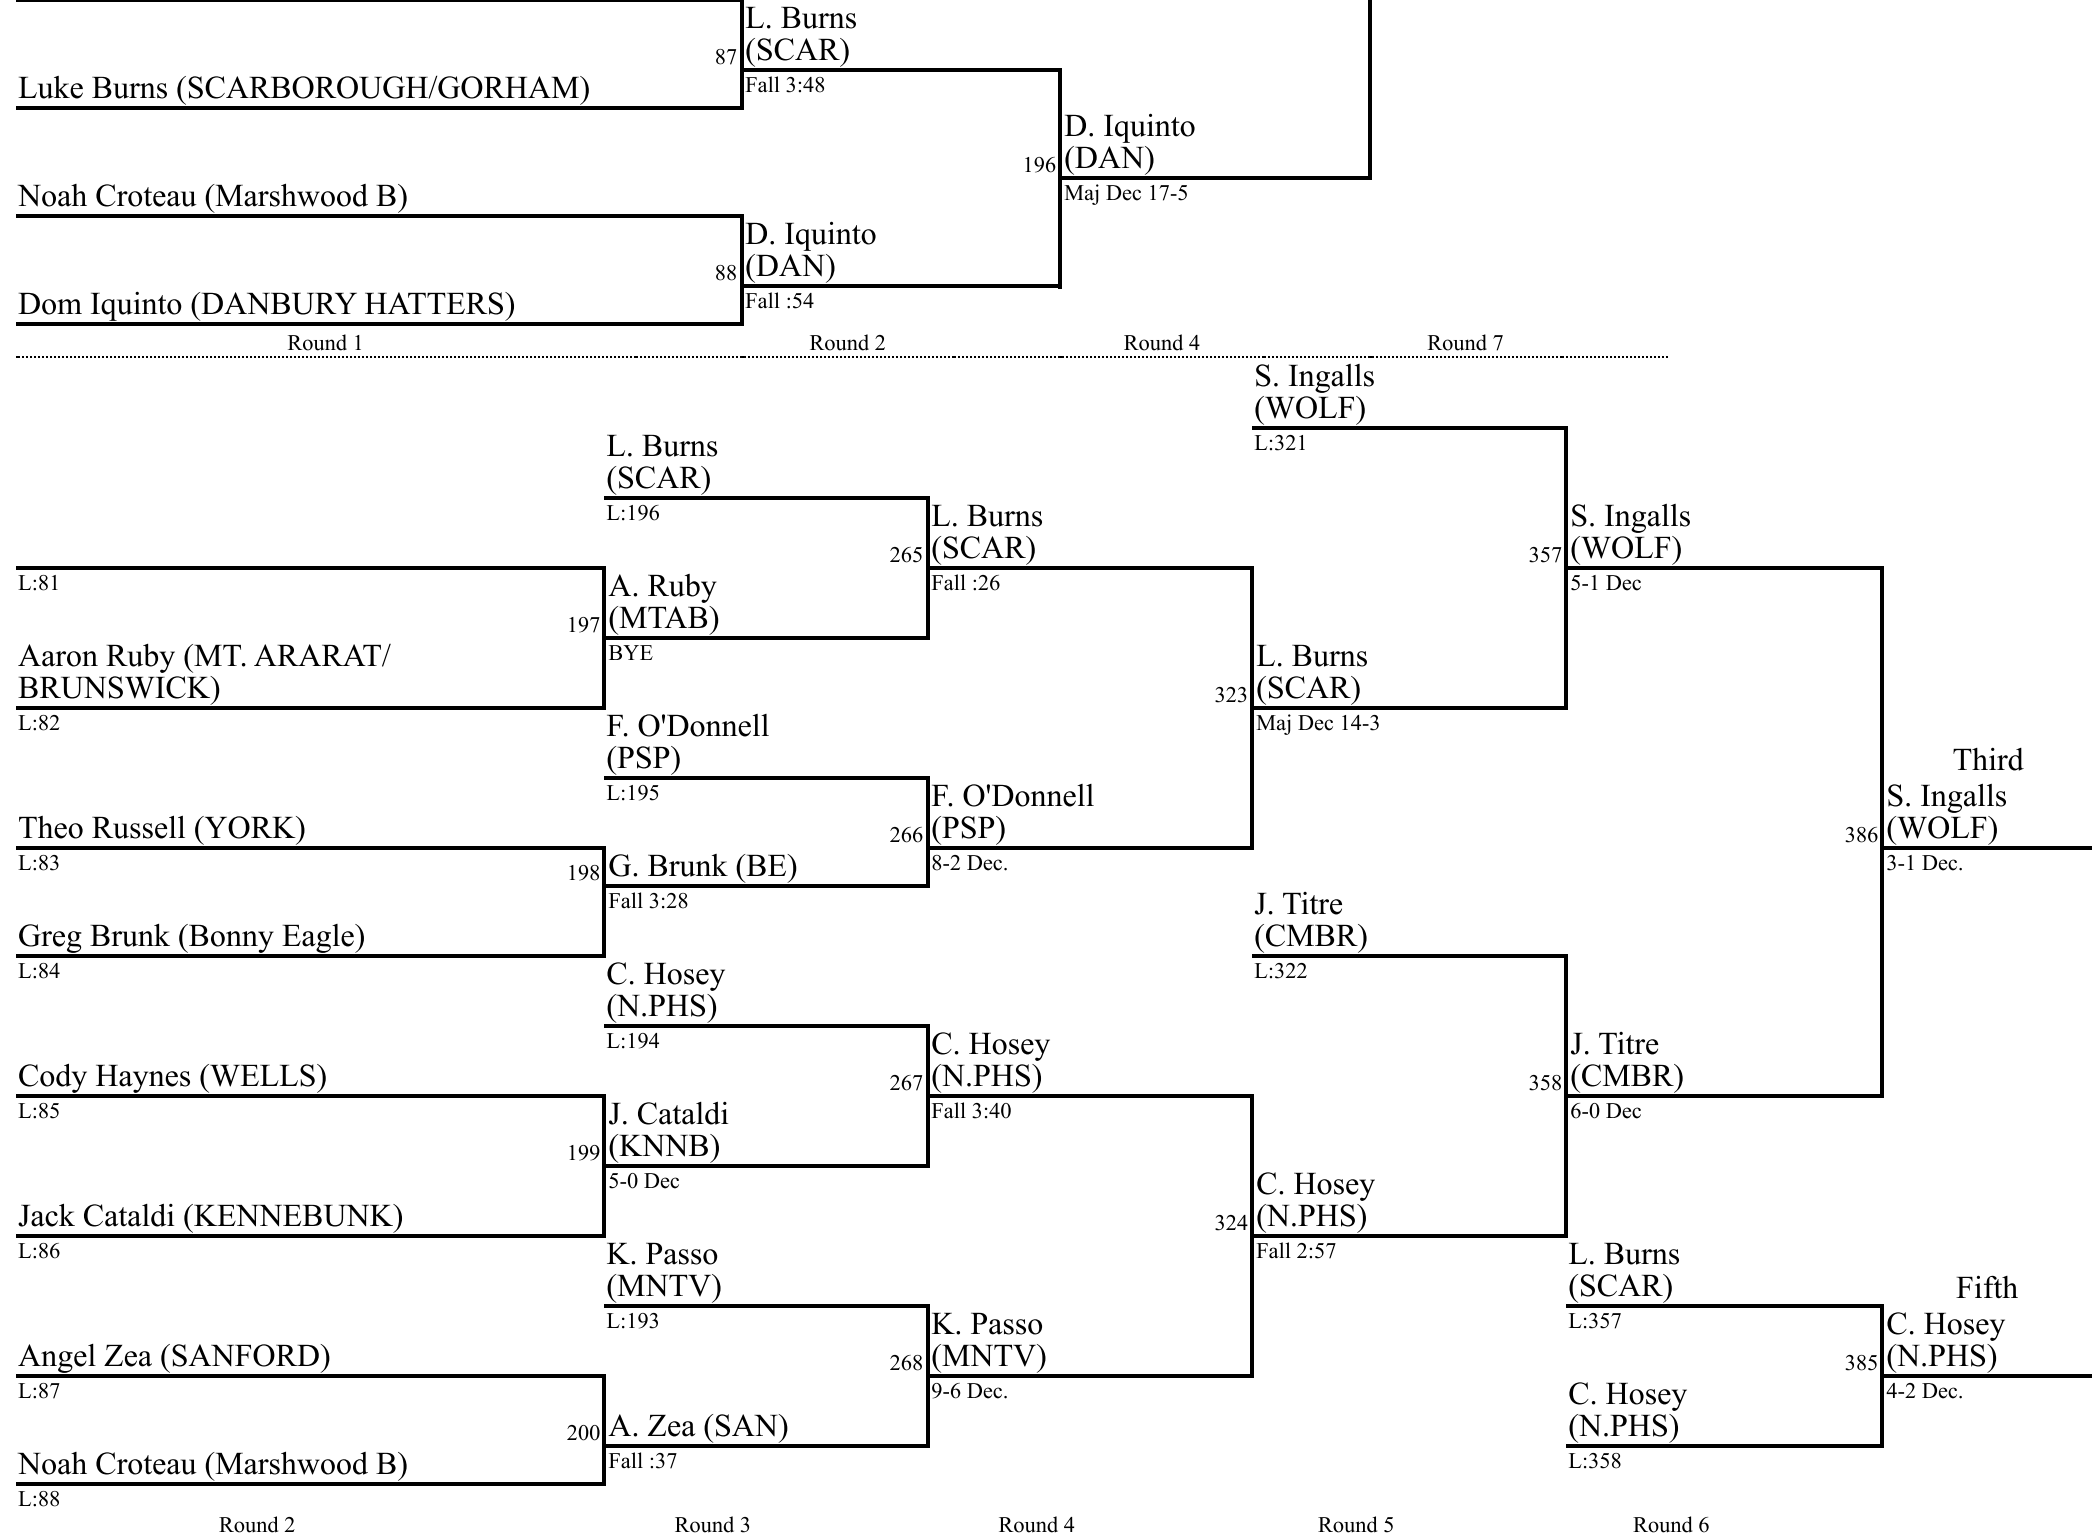 L. Burns
(SCAR)
87
Fall 3:48
Luke Burns (SCARBOROUGH/GORHAM)
D. Iquinto
(DAN)
196
Maj Dec 17-5
Noah Croteau (Marshwood B)
D. Iquinto
(DAN)
88
Fall :54
Dom Iquinto (DANBURY HATTERS)
Round 1
Round 2
Round 4
Round 7
S. Ingalls
(WOLF)
L:321
L. Burns
(SCAR)
L:196
L. Burns
(SCAR)
265
Fall :26
S. Ingalls
(WOLF)
357
5-1 Dec
L:81
A. Ruby
(MTAB)
197
BYE
Aaron Ruby (MT. ARARAT/
BRUNSWICK)
L:82
L. Burns
(SCAR)
323
Maj Dec 14-3
F. O'Donnell
(PSP)
L:195
Third
S. Ingalls
(WOLF)
386
3-1 Dec.
F. O'Donnell
(PSP)
266
8-2 Dec.
Theo Russell (YORK)
L:83
198
G. Brunk (BE)
Fall 3:28
Greg Brunk (Bonny Eagle)
L:84
J. Titre
(CMBR)
L:322
C. Hosey
(N.PHS)
L:194
C. Hosey
(N.PHS)
267
Fall 3:40
J. Titre
(CMBR)
358
6-0 Dec
Cody Haynes (WELLS)
L:85
J. Cataldi
(KNNB)
199
5-0 Dec
Jack Cataldi (KENNEBUNK)
L:86
C. Hosey
(N.PHS)
324
Fall 2:57
K. Passo
(MNTV)
L:193
L. Burns
(SCAR)
L:357
Fifth
C. Hosey
(N.PHS)
385
4-2 Dec.
K. Passo
(MNTV)
268
9-6 Dec.
Angel Zea (SANFORD)
L:87
200
A. Zea (SAN)
Fall :37
C. Hosey
(N.PHS)
L:358
Noah Croteau (Marshwood B)
L:88
Round 2
Round 3
Round 4
Round 5
Round 6